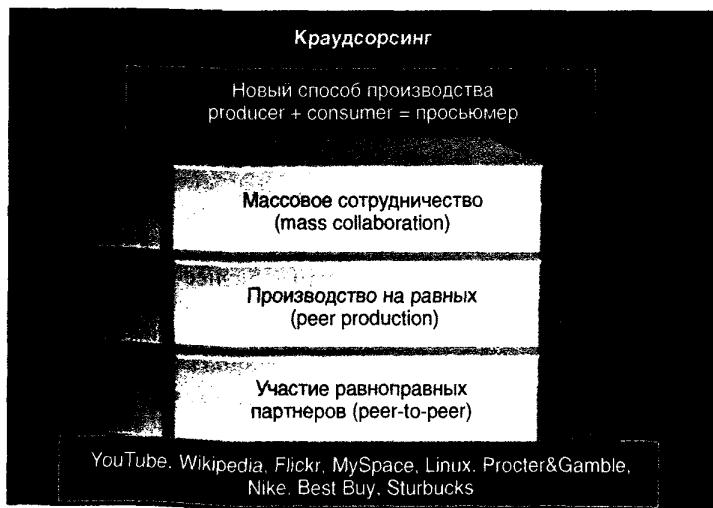 Краудсорсинг
Новый способ производства
producer + consumer = просьюмер
Массовое сотрудничество
(mass collaboration)
Производство на равных
(peer production)
Участие равноправных
партнеров (peer-to-peer)
YouTube. Wikipedia, Flickr, MySpace, Linux. Procter&Gamble,
Nike. Best Buy, Sturbucks